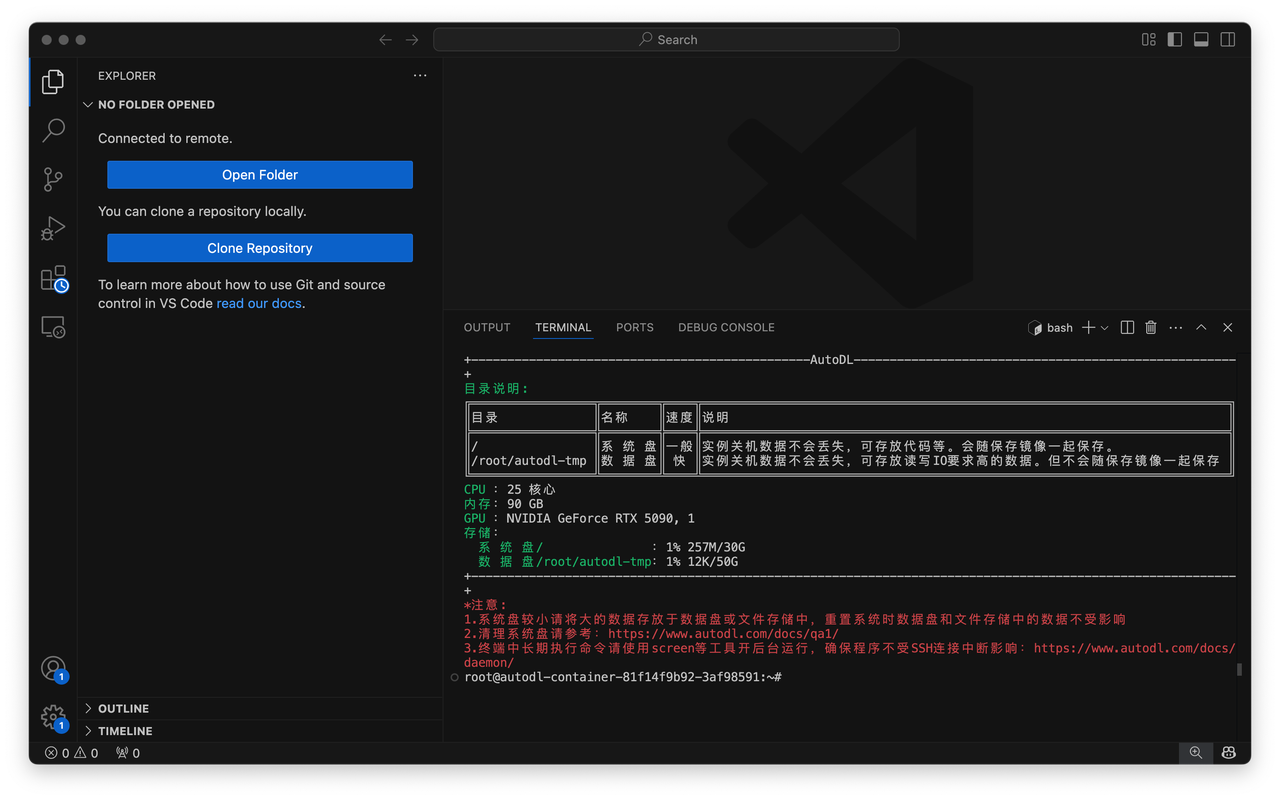 Search
EXPLORER
NO FOLDER OPENED
Connected to remote.
Open Folder
You can clone a repository locally.
Clone Repository
To learn more about how to use Git and source
control in VS Code read our docs.
1
1
OUTLINE
TIMELINE
OUTPUT TERMINAL PORTS DEBUG CONSOLE bash
+--------------------------------------------------AutoDL--------------------------------------------------------
+
目录说明:
目录 名称 速度 说明
/ 系 统 盘 一般 实例关机数据不会丢失，可存放代码等。会随保存镜像一起保存。
/root/autodl-tmp 数 据 盘 快 实例关机数据不会丢失，可存放读写IO要求高的数据。但不会随保存镜像一起保存
CPU : 25 核心
内存: 90 GB
GPU : NVIDIA GeForce RTX 5090, 1
存储:
系 统 盘/ : 1% 257M/30G
数 据 盘/root/autodl-tmp: 1% 12K/50G
+----------------------------------------------------------------------------------------------------------------
+
*注意:
1.系统盘较小请将大的数据存放于数据盘或文件存储中，重置系统时数据盘和文件存储中的数据不受影响
2.清理系统盘请参考：https://www.autodl.com/docs/qa1/
3.终端中长期执行命令请使用screen等工具开后台运行，确保程序不受SSH连接中断影响：https://www.autodl.com/docs/
daemon/
root@autodl-container-81f14f9b92-3af98591:~#
0 0 0